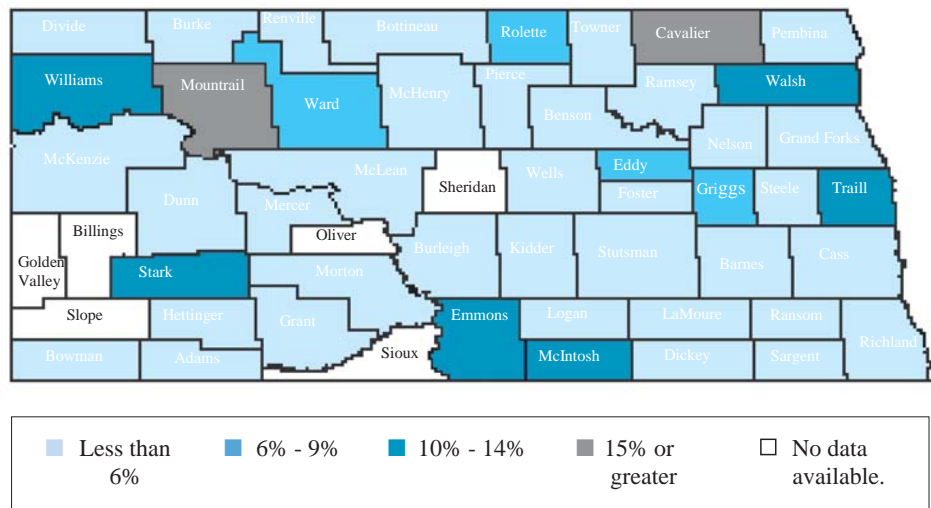 Divide
Burke
Renville
Bottineau
Rolette
Towner
Cavalier
Pembina
Williams
Mountrail
Ward
McHenry
Pierce
Benson
Ramsey
Walsh
McKenzie
Nelson
Grand Forks
Dunn
McLean
Mercer
Sheridan
Wells
Eddy
Foster
Griggs
Steele
Traill
Billings
Golden
Valley
Oliver
Burleigh
Kidder
Stutsman
Barnes
Cass
Stark
Morton
Slope
Hettinger
Grant
Emmons
Logan
LaMoure
Ransom
Richland
Bowman
Adams
Sioux
McIntosh
Dickey
Sargent
Less than
6%
6% - 9%
10% - 14%
15% or
greater
No data
available.